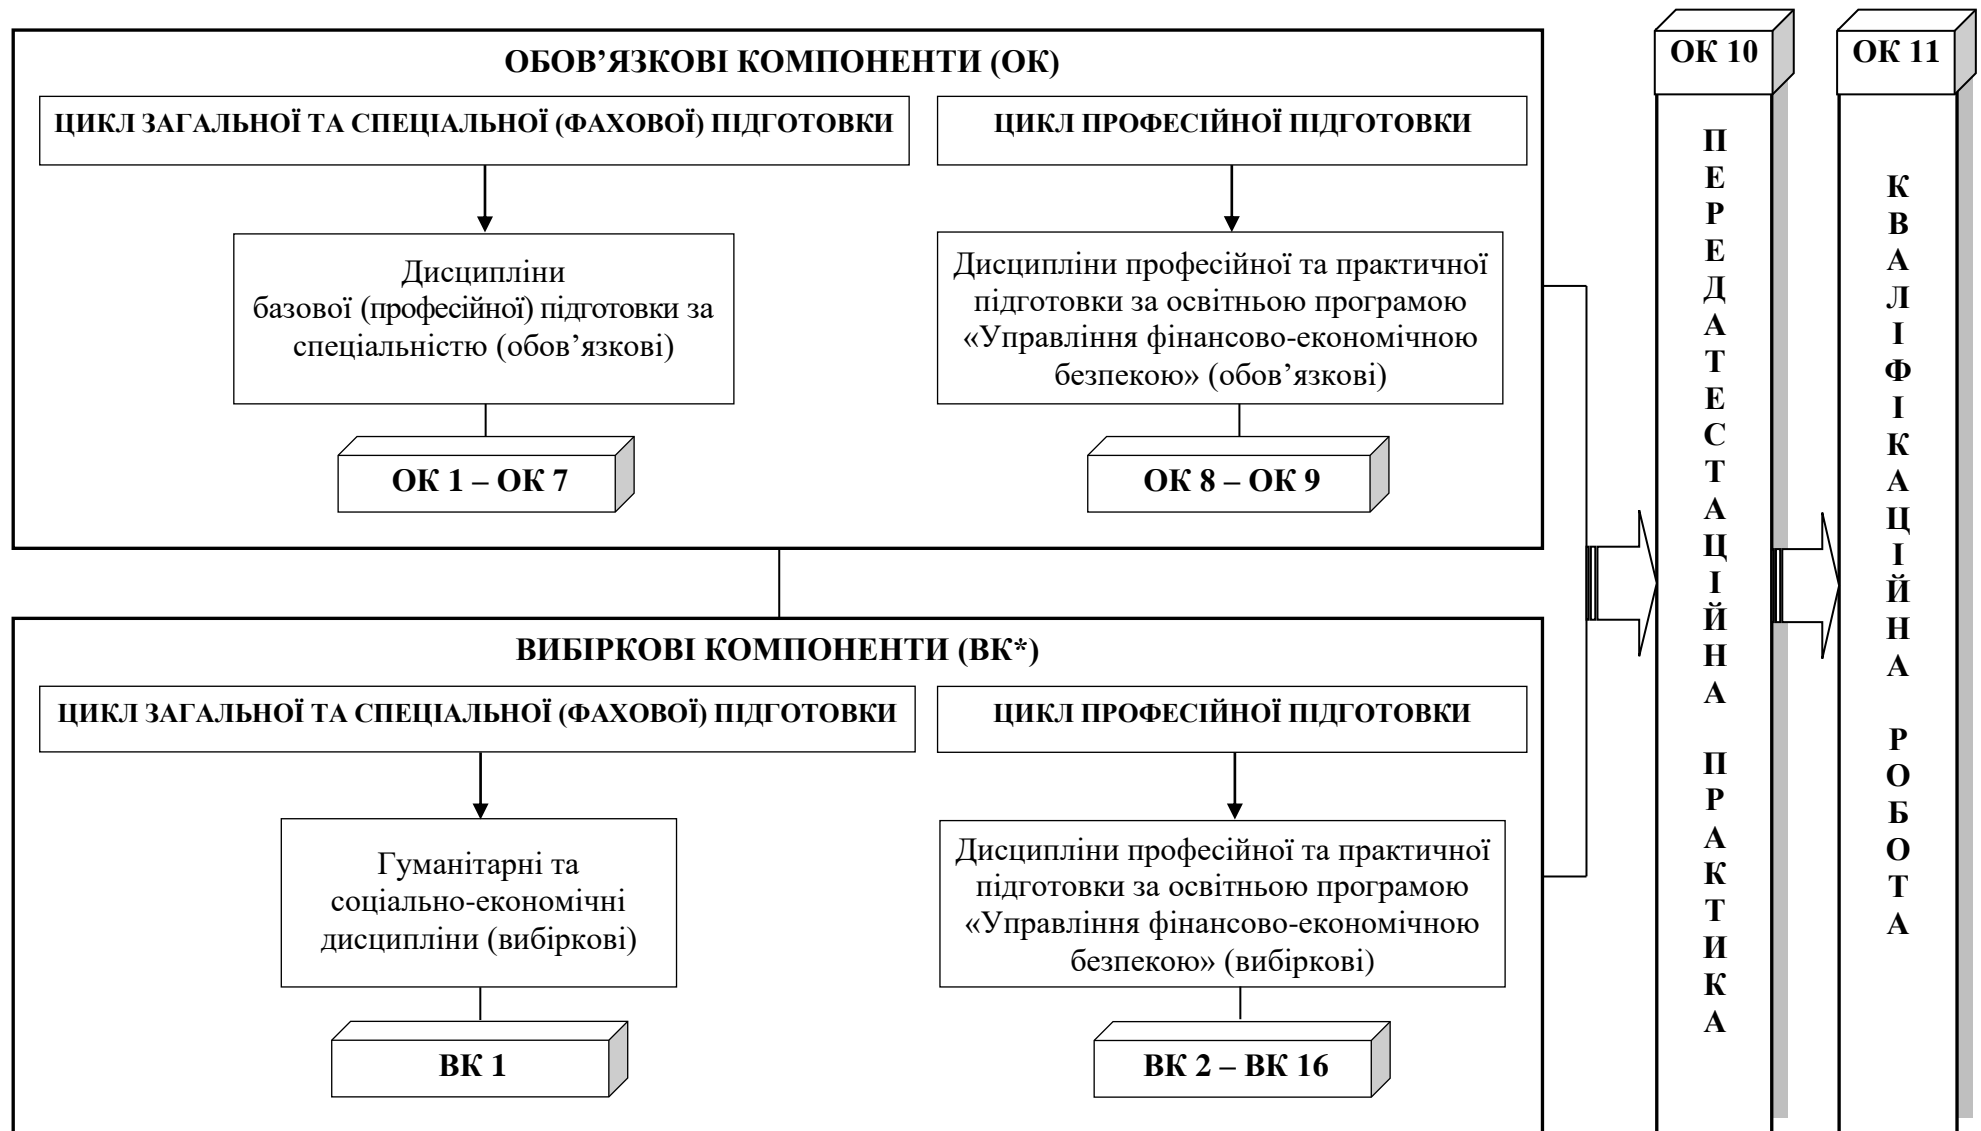 ОБОВ’ЯЗКОВІ КОМПОНЕНТИ (ОК)
ЦИКЛ ЗАГАЛЬНОЇ ТА СПЕЦІАЛЬНОЇ (ФАХОВОЇ) ПІДГОТОВКИ
Дисципліни
базової (професійної) підготовки за
спеціальністю (обов’язкові)
ОК 1 – ОК 7
ЦИКЛ ПРОФЕСІЙНОЇ ПІДГОТОВКИ
Дисципліни професійної та практичної
підготовки за освітньою програмою
«Управління фінансово-економічною
безпекою» (обов’язкові)
ОК 8 – ОК 9
ВИБІРКОВІ КОМПОНЕНТИ (ВК*)
ЦИКЛ ЗАГАЛЬНОЇ ТА СПЕЦІАЛЬНОЇ (ФАХОВОЇ) ПІДГОТОВКИ
Гуманітарні та
соціально-економічні
дисципліни (вибіркові)
ВК 1
ЦИКЛ ПРОФЕСІЙНОЇ ПІДГОТОВКИ
Дисципліни професійної та практичної
підготовки за освітньою програмою
«Управління фінансово-економічною
безпекою» (вибіркові)
ВК 2 – ВК 16
ОК 10
ПЕРЕДАТЕСТАЦІЙНА ПРАКТИКА
ОК 11
КВАЛІФІКАЦІЙНА РОБОТА